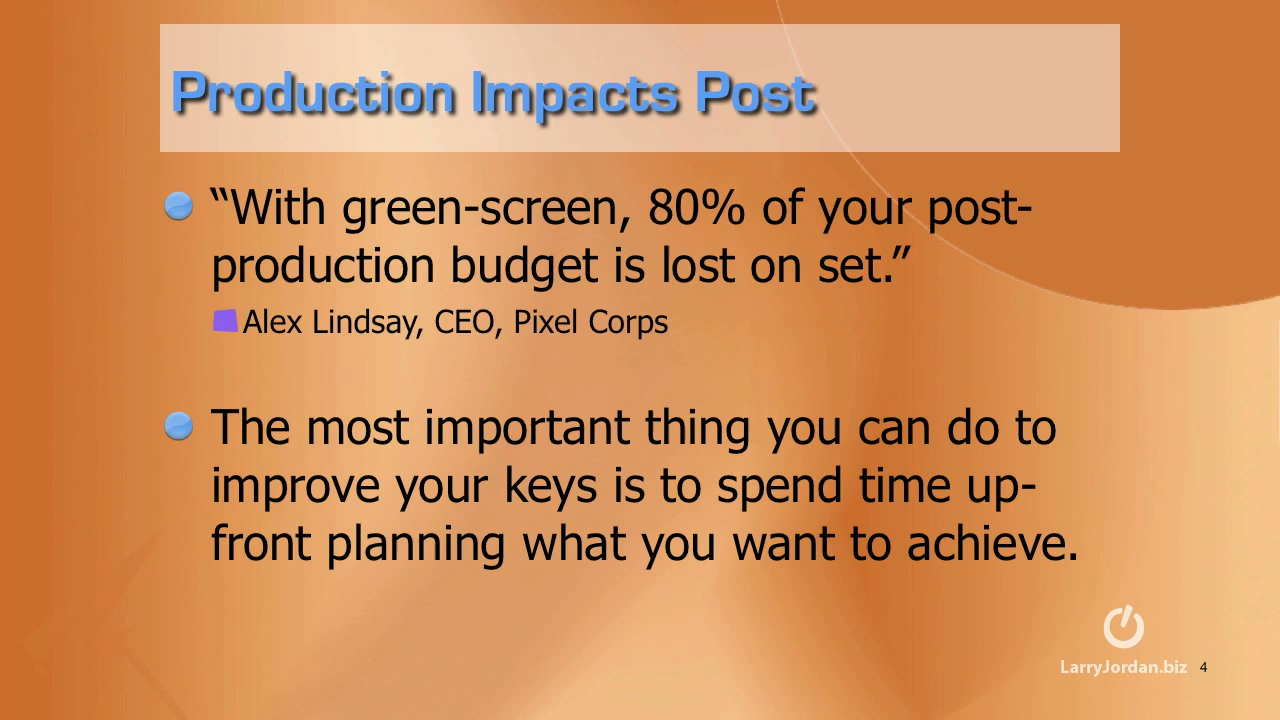 Production Impacts Post
“With green-screen, 80% of your post-
production budget is lost on set.”
Alex Lindsay, CEO, Pixel Corps
The most important thing you can do to
improve your keys is to spend time up-
front planning what you want to achieve.
LarryJordan.biz 4